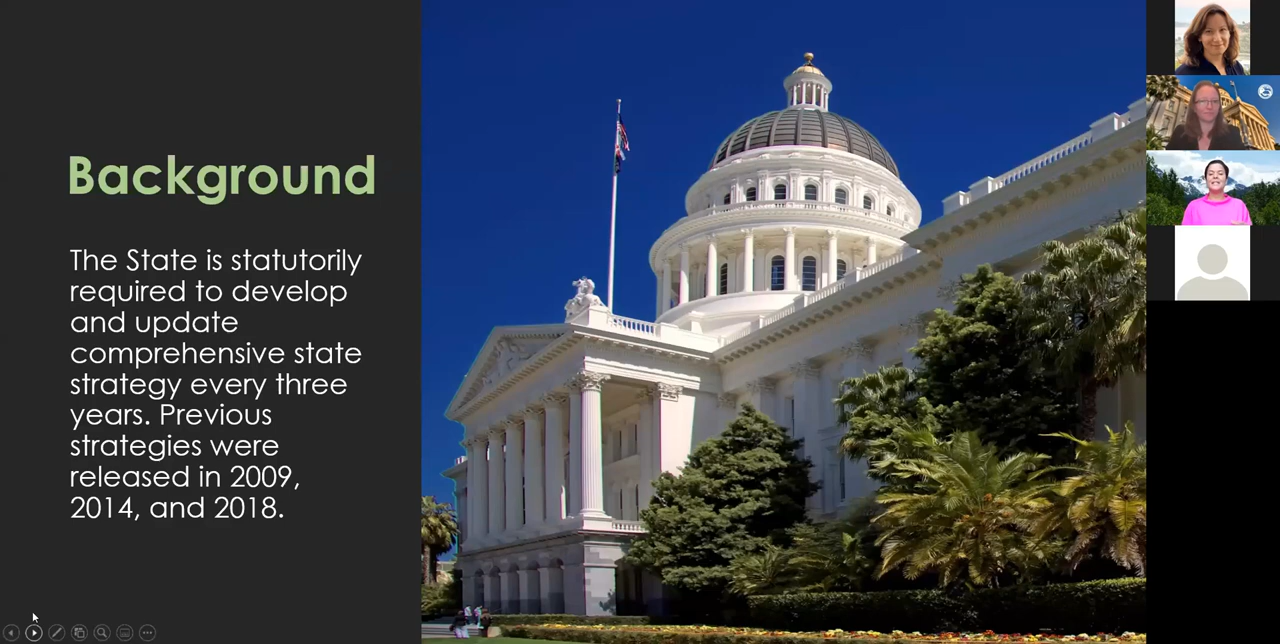 Background
The State is statutorily
required to develop
and update
comprehensive state
strategy every three
years. Previous
strategies were
released in 2009,
2014, and 2018.